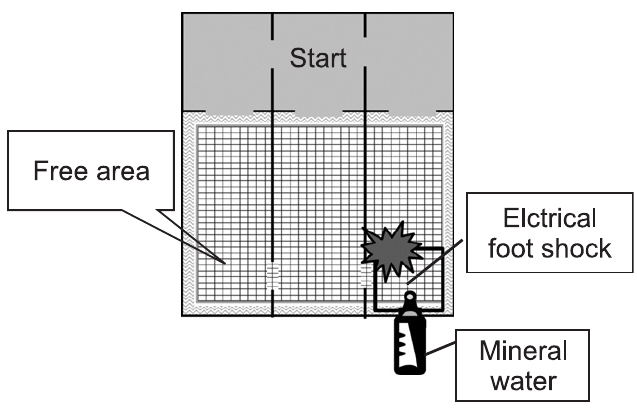 Start
Free area
Elctrical
foot shock
Mineral
water